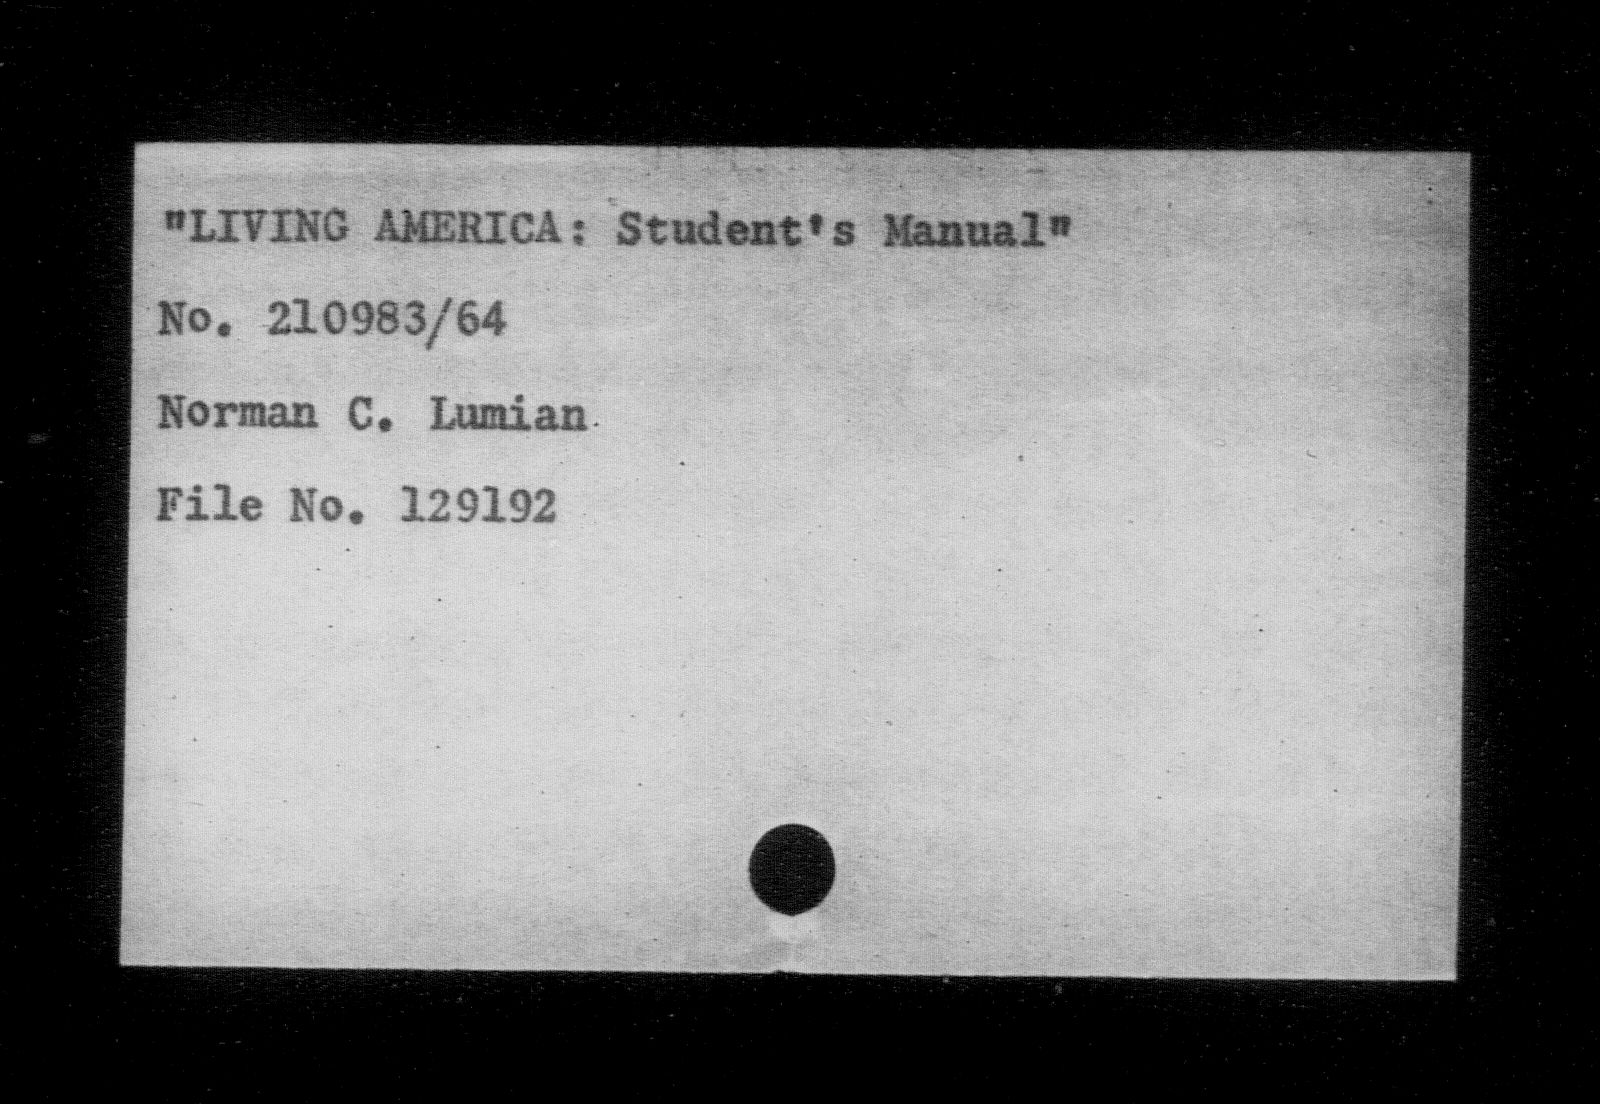 "LIVING AMERICA: Student's Manual"
No. 210983/64
Norman C. Lumian
File No. 129192